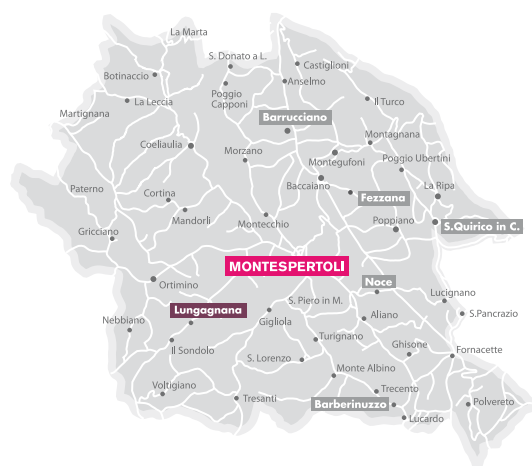 La Marta
S. Donato a L.
Castiglioni
Botinaccio
Anselmo
Poggio
Capponi
La Leccia
Il Turco
Martignana
Barrucciano
Montagnana
Coeliaulia
Morzano
Montegufoni
Poggio Ubertini
Baccaiano
Paterno
Cortina
Fezzana
La Ripa
Mandorli
Montecchio
Poppiano
S.Quirico in C.
Gricciano
MONTESPERTOLI
Ortimino
Noce
Lucignano
S. Piero in M.
Lungagnana
Gigliola
Aliano
S.Pancrazio
Nebbiano
Turignano
Il Sondolo
Ghisone
Fornacette
S. Lorenzo
Monte Albino
Voltigiano
Tresanti
Trecento
Barberinuzzo
Polvereto
Lucardo